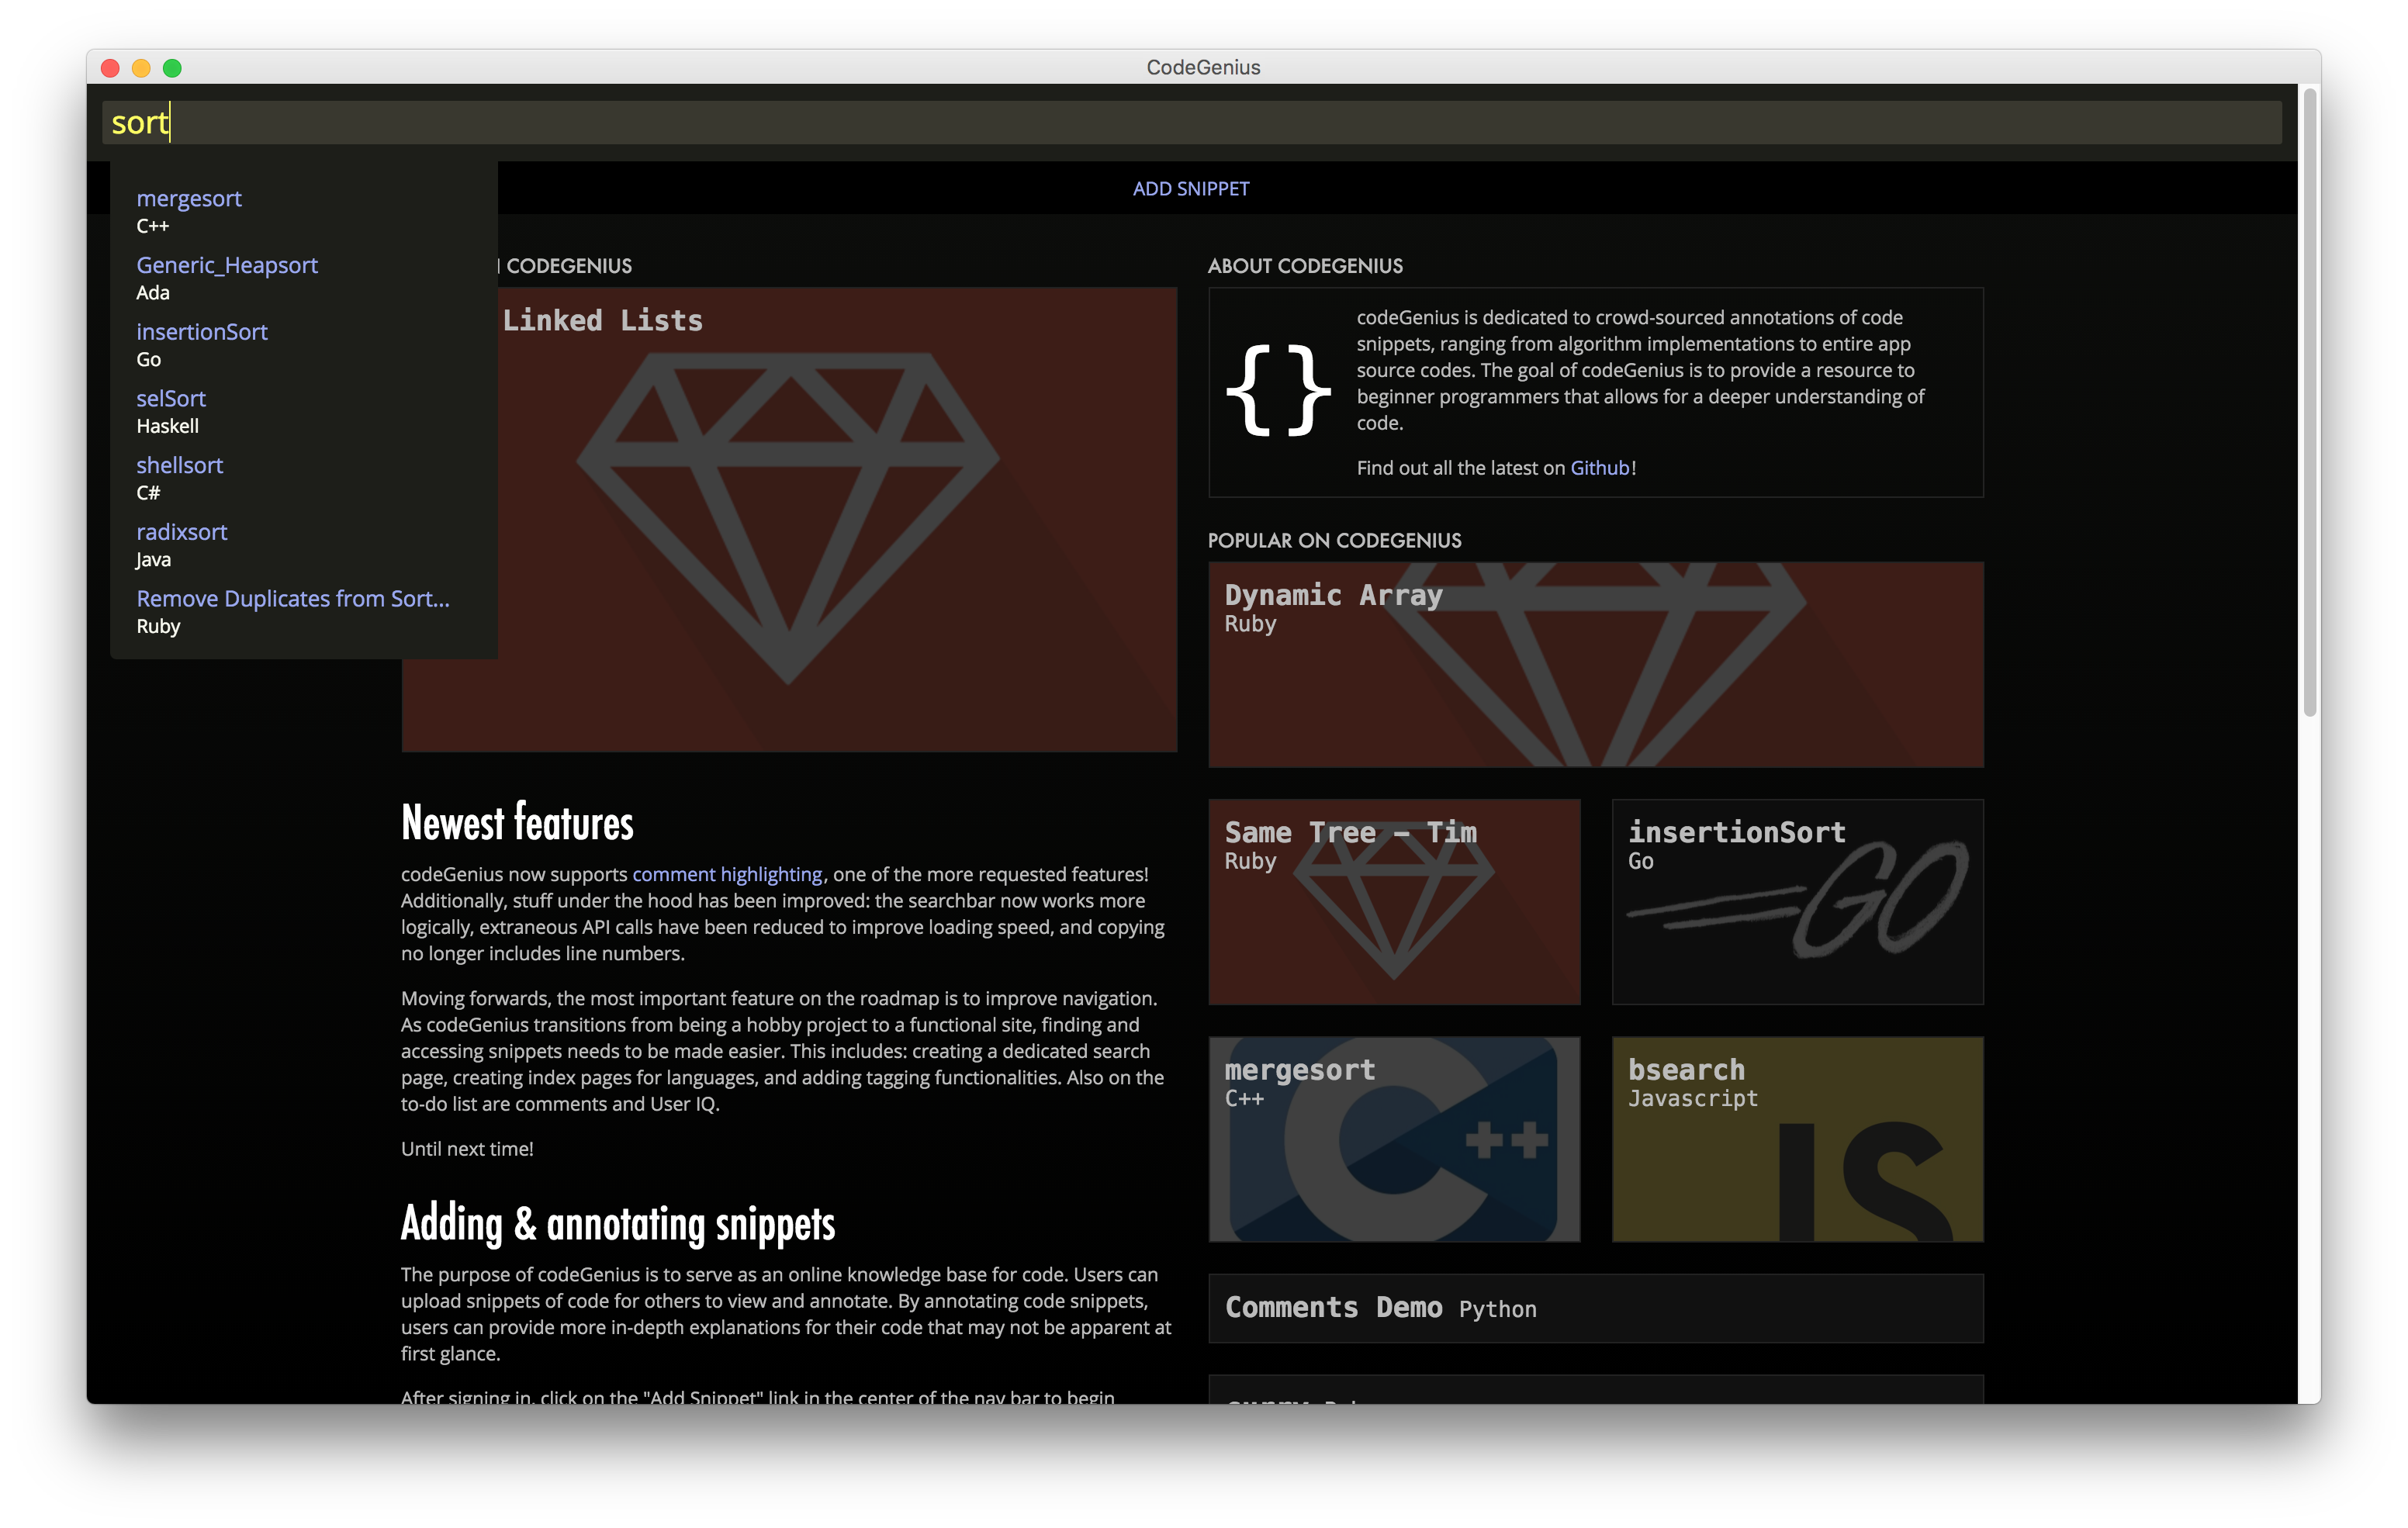 CodeGenius
sort
ADD SNIPPET
mergesort
C++
Generic_Heapsort
Ada
insertionSort
Go
selSort
Haskell
shellsort
C#
radixsort
Java
Remove Duplicates from Sort...
Ruby
CODEGENIUS
Linked Lists
Newest features
codeGenius now supports comment highlighting, one of the more requested features!
Additionally, stuff under the hood has been improved: the searchbar now works more
logically, extraneous API calls have been reduced to improve loading speed, and copying
no longer includes line numbers.
Moving forwards, the most important feature on the roadmap is to improve navigation.
As codeGenius transitions from being a hobby project to a functional site, finding and
accessing snippets needs to be made easier. This includes: creating a dedicated search
page, creating index pages for languages, and adding tagging functionalities. Also on the
to-do list are comments and User IQ.
Until next time!
Adding & annotating snippets
The purpose of codeGenius is to serve as an online knowledge base for code. Users can
upload snippets of code for others to view and annotate. By annotating code snippets,
users can provide more in-depth explanations for their code that may not be apparent at
first glance.
After signing in, click on the "Add Snippet" link in the center of the nav bar to begin
ABOUT CODEGENIUS
{}
codeGenius is dedicated to crowd-sourced annotations of code
snippets, ranging from algorithm implementations to entire app
source codes. The goal of codeGenius is to provide a resource to
beginner programmers that allows for a deeper understanding of
code.
Find out all the latest on Github!
POPULAR ON CODEGENIUS
Dynamic Array
Ruby
Same Tree – Tim
Ruby
insertionSort
Go
GO
mergesort
C++
C++
bsearch
Javascript
JS
Comments Demo Python